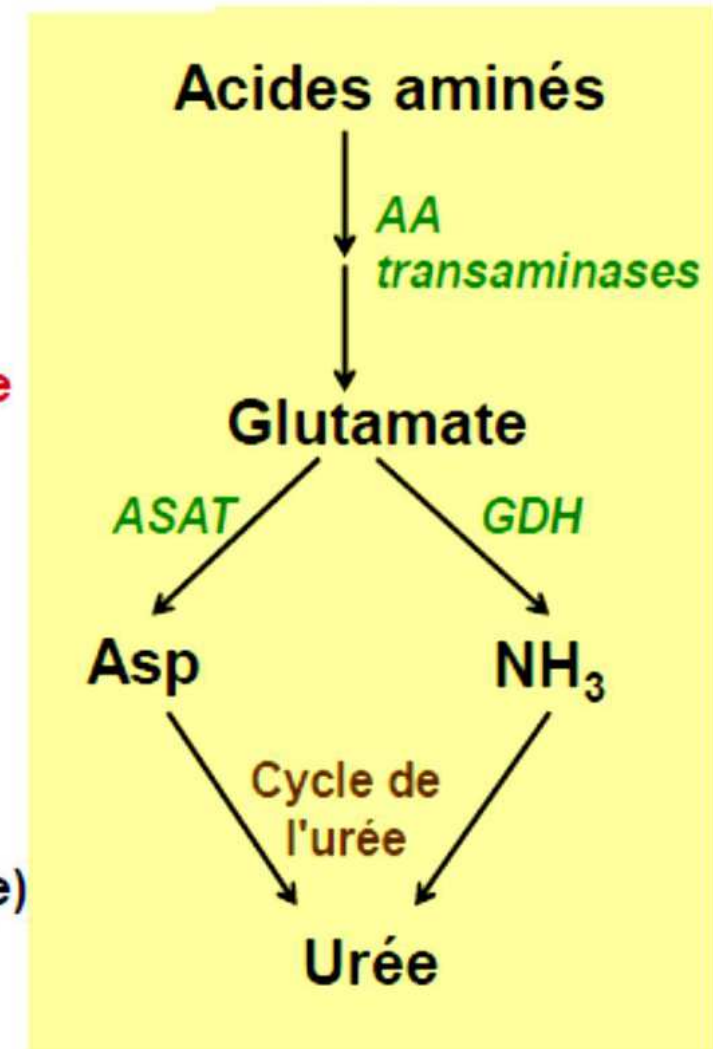 Acides aminés
AA
transaminases
e
Glutamate
ASAT
GDH
Asp
NH₃
Cycle de
l'urée
e)
Urée